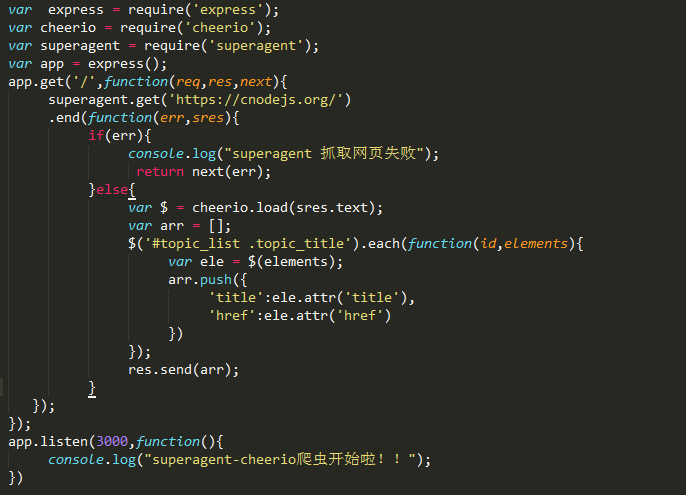 var  express = require('express');
var cheerio = require('cheerio');
var superagent = require('superagent');
var app = express();
app.get('/',function(req,res,next){
     superagent.get('https://cnodejs.org/')
     .end(function(err,sres){
          if(err){
               console.log("superagent 抓取网页失败");
                return next(err);
          }else{
               var $ = cheerio.load(sres.text);
               var arr = [];
               $('#topic_list .topic_title').each(function(id,elements){
                    var ele = $(elements);
                    arr.push({
                         'title':ele.attr('title'),
                         'href':ele.attr('href')
                    })
               });
               res.send(arr);
          }
   });
});
app.listen(3000,function(){
     console.log("superagent-cheerio爬虫开始啦！！");
})